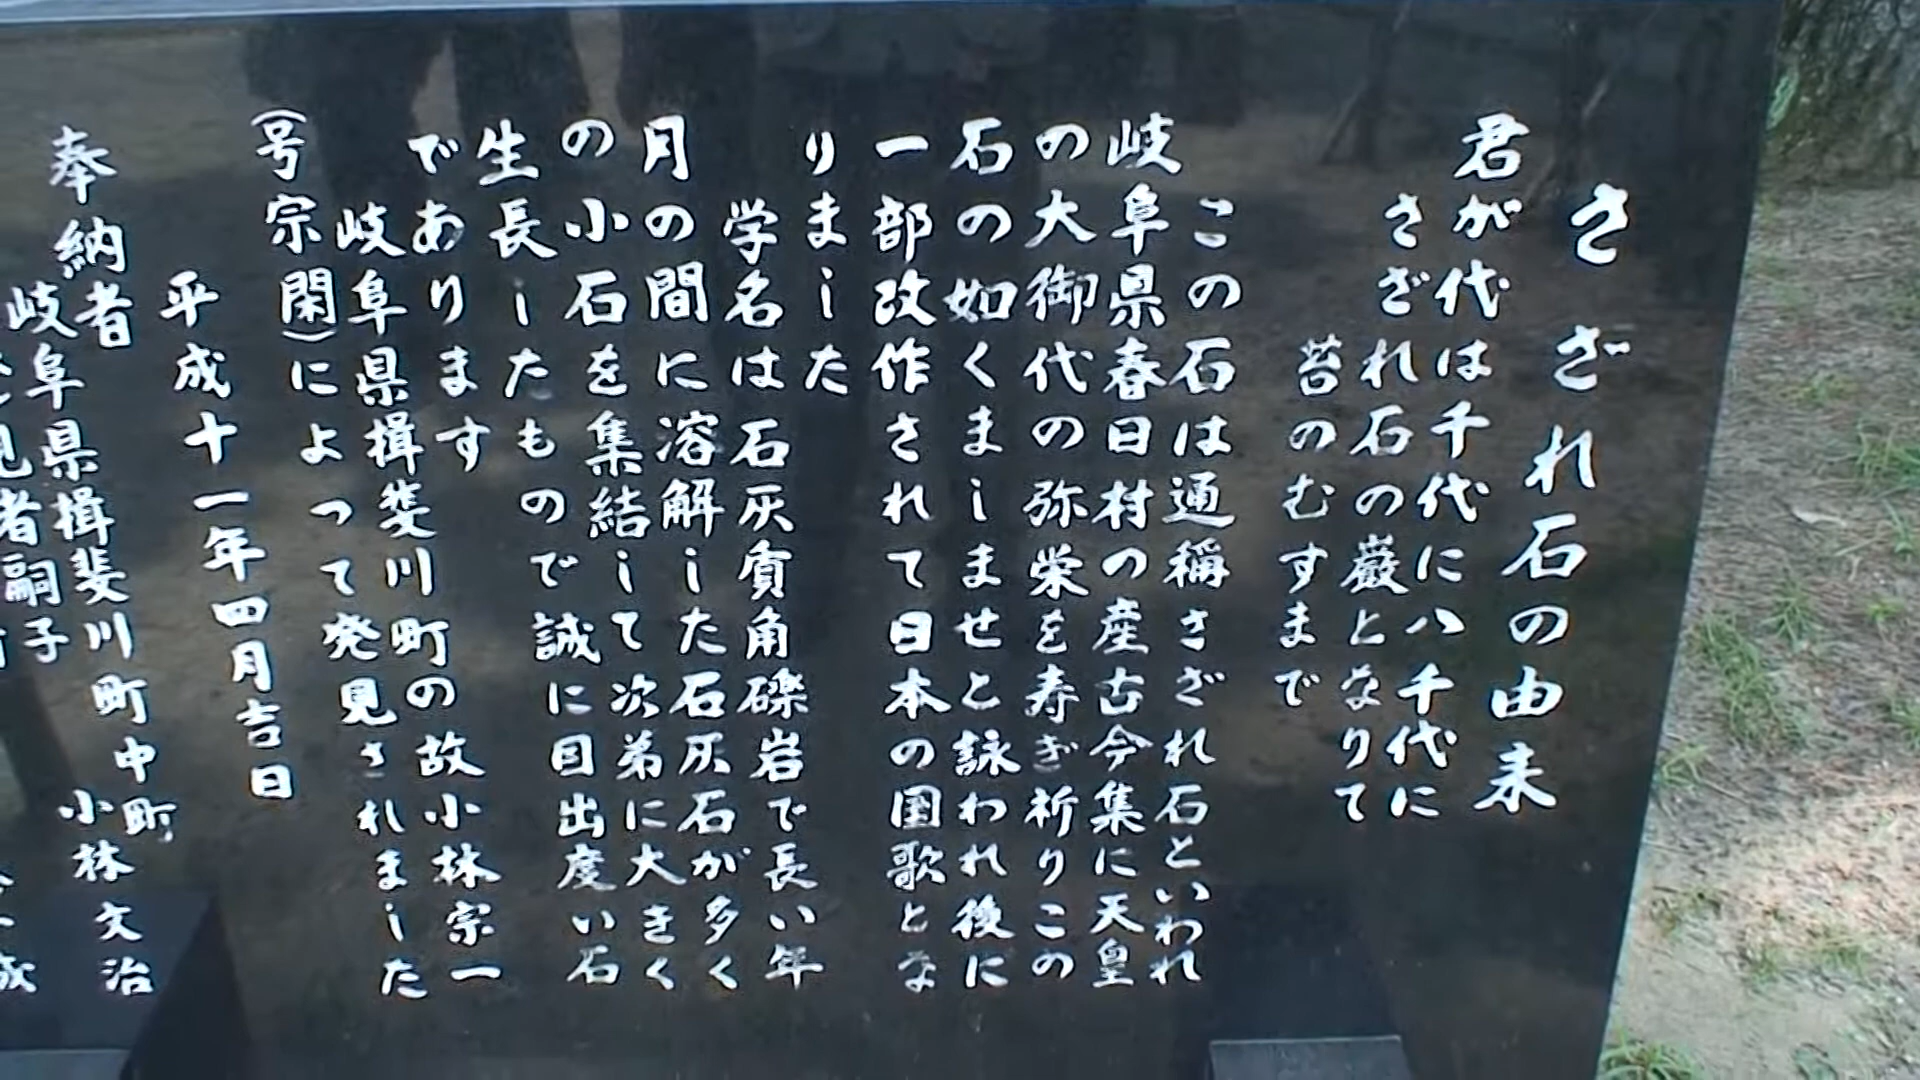 さざれ石の由来
君が代は千代に八千代に
さざれ石の巌となりて
苔のむすまで
この石は通称さざれ石といわれ
岐阜県春日村の産古今集に天皇
の大御代の弥栄を寿ぎ祈りこの
石の如くましませと詠われ後に
一部改作されて日本の国歌とな
りました
学名は石灰質角礫岩で長い年
月の間に溶解した石灰石が多く
の小石を集結して次第に大きく
生長したもので誠に目出度い石
であります
岐阜県揖斐川町の故小林宗一
(号宗閑)によって発見されました
平成十一年四月吉日
奉納者
岐阜県揖斐川町中町
見者嗣子 小林文治